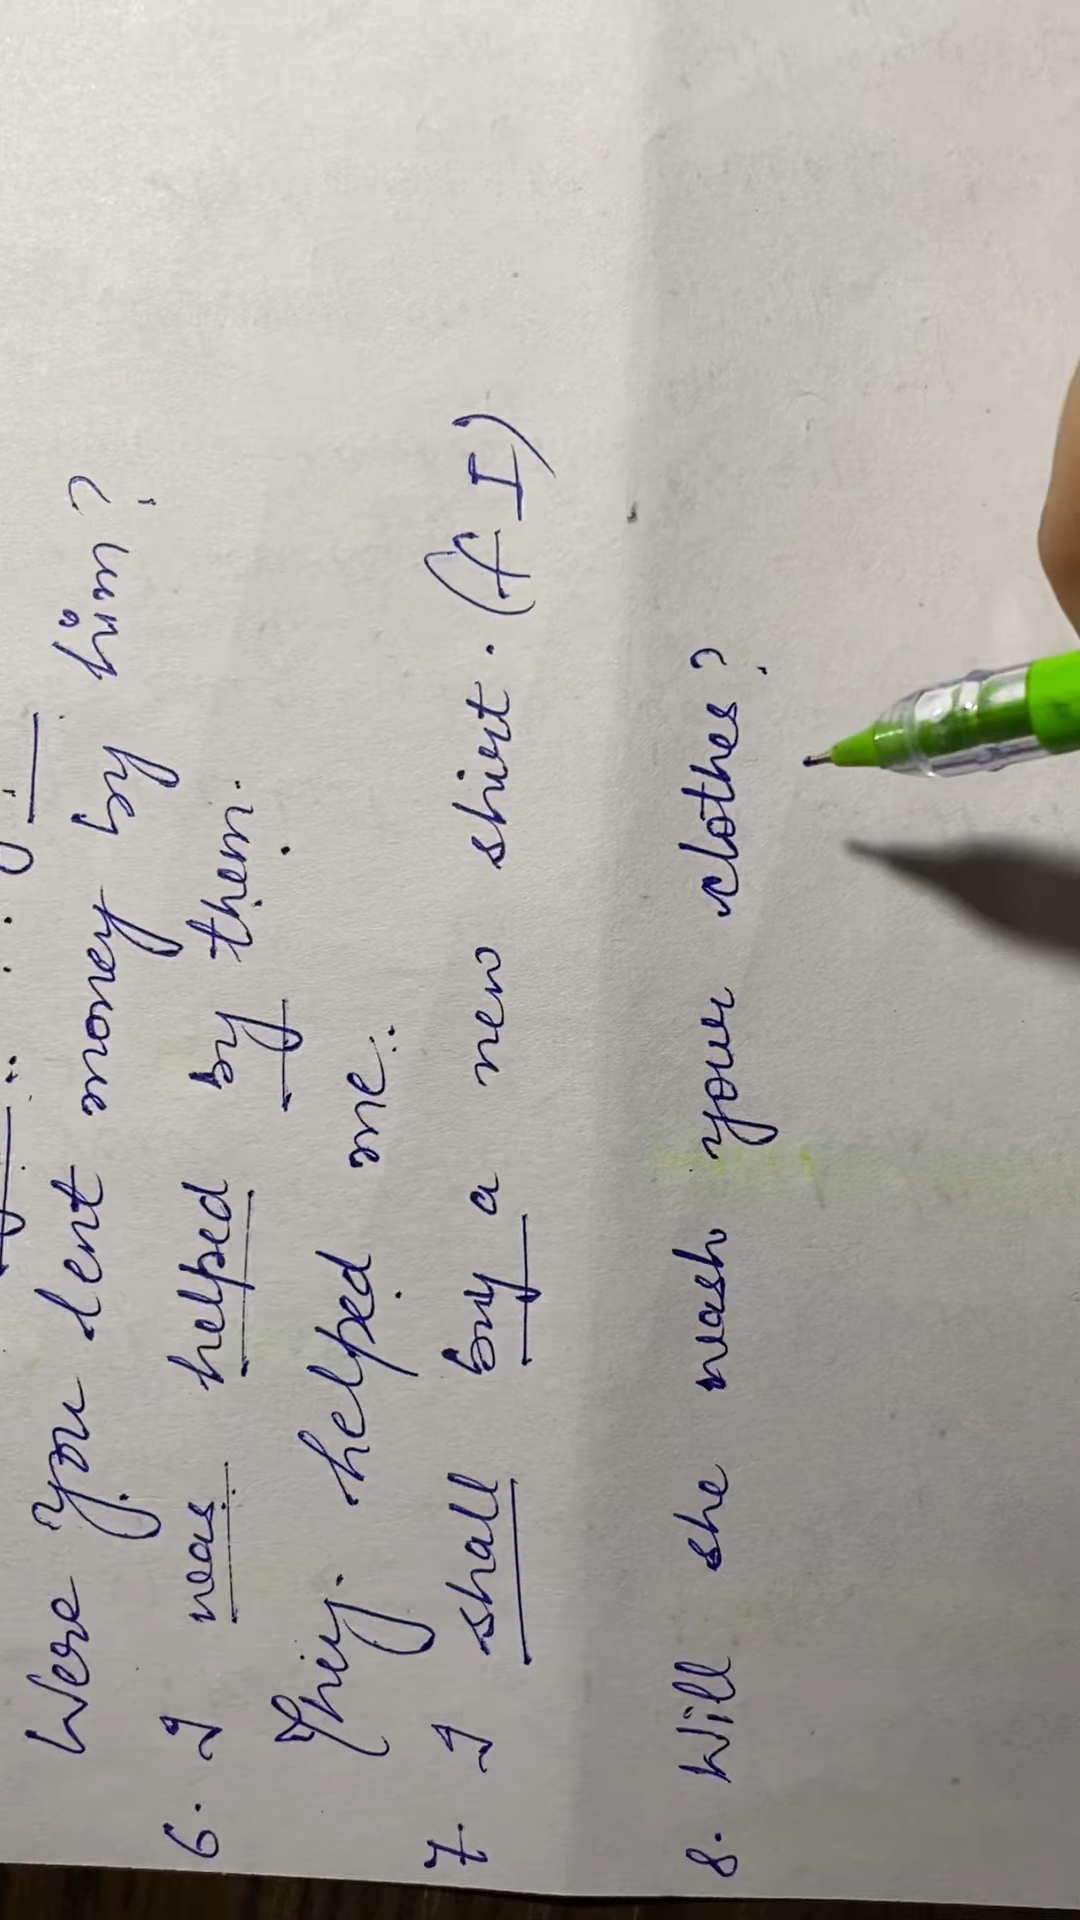 Were you lent money by him?
6. I was helped by them.
They helped me.
7. I shall buy a new shirt. (f I)
8. Will she wash your clothes?